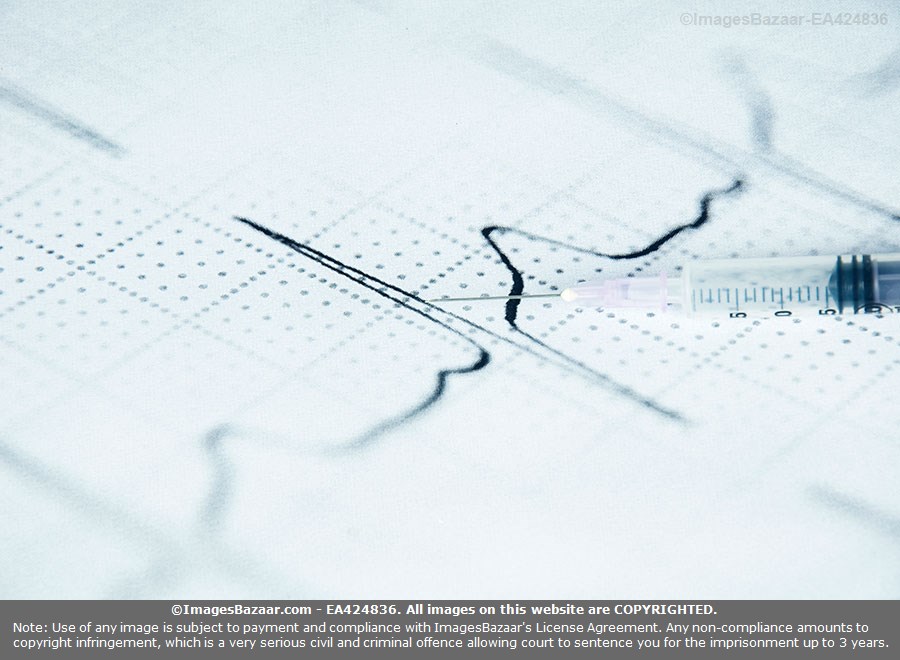 ©ImagesBazaar-EA424836
5 0 5
©ImagesBazaar.com - EA424836. All images on this website are COPYRIGHTED.
Note: Use of any image is subject to payment and compliance with ImagesBazaar's License Agreement. Any non-compliance amounts to
copyright infringement, which is a very serious civil and criminal offence allowing court to sentence you for the imprisonment up to 3 years.